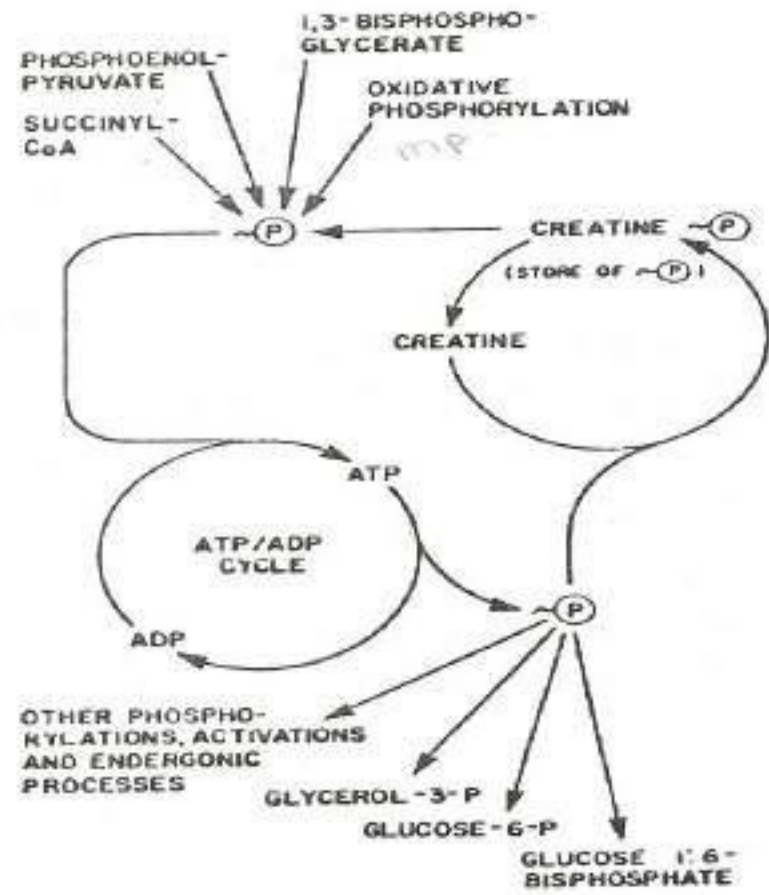 1,3-BISPHOSPHO-
GLYCERATE
PHOSPHOENOL-
PYRUVATE
OXIDATIVE
PHOSPHORYLATION
SUCCINYL-
CoA
~P
CREATINE ~P
(STORE OF ~P)
CREATINE
ATP
ATP/ADP
CYCLE
ADP
~P
OTHER PHOSPHO-
RYLATIONS, ACTIVATIONS
AND ENDERGONIC
PROCESSES
GLYCEROL-3-P
GLUCOSE-6-P
GLUCOSE 1:6-
BISPHOSPHATE